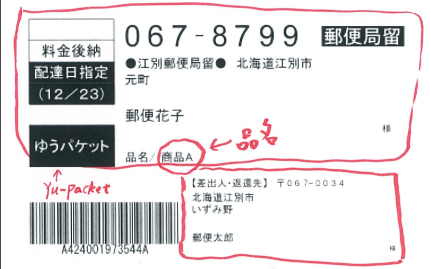 067-8799 郵便局留
料金後納
配達日指定
(12/23)
●江別郵便局留● 北海道江別市
元町
郵便花子
様
ゆうパケット
品名/ 商品A
←品名
Yu-packet
【差出人・返還先】 〒067-0034
北海道江別市
いずみ野
郵便太郎
様
A424001973544A